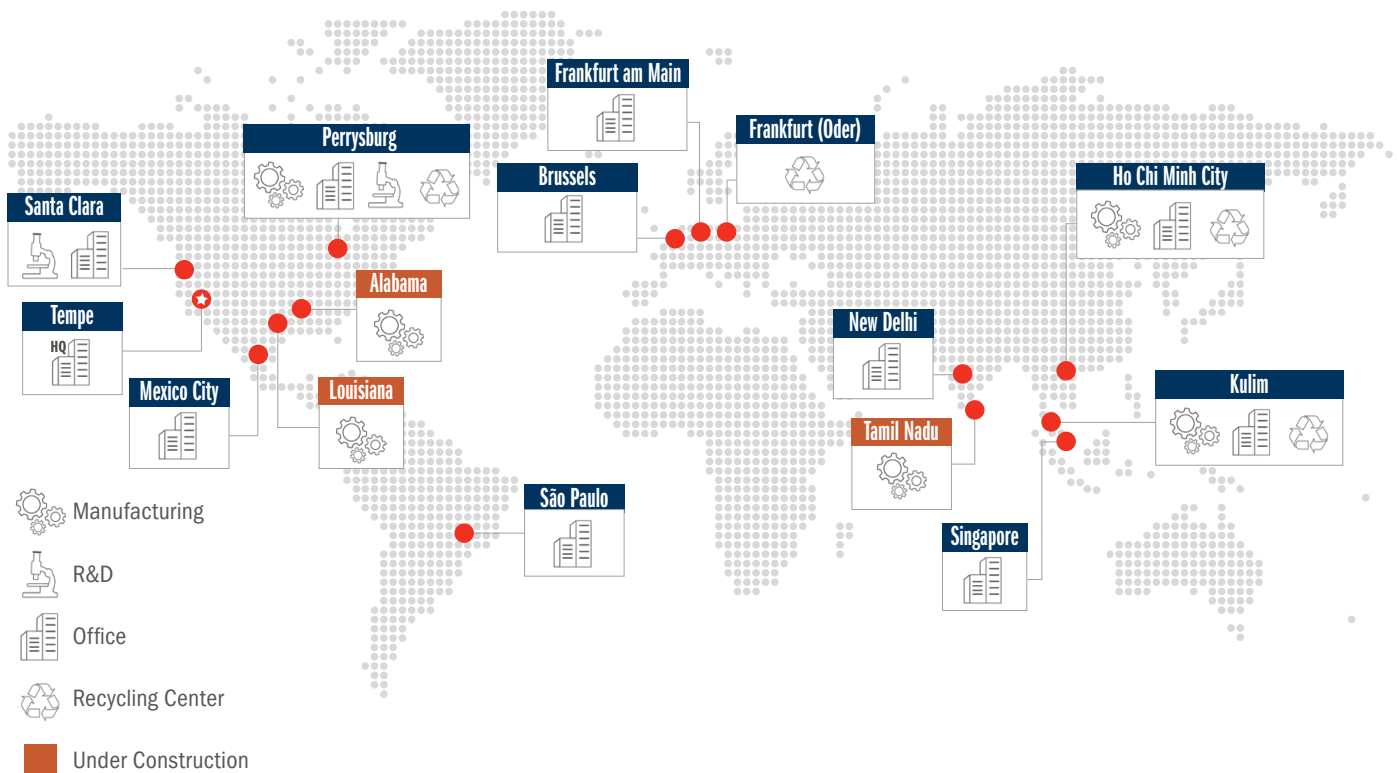 Frankfurt am Main
Perrysburg
Frankfurt (Oder)
Brussels
Ho Chi Minh City
Santa Clara
Alabama
Tempe
HQ
New Delhi
Mexico City
Louisiana
Kulim
Tamil Nadu
São Paulo
Singapore
Manufacturing
R&D
Office
Recycling Center
Under Construction